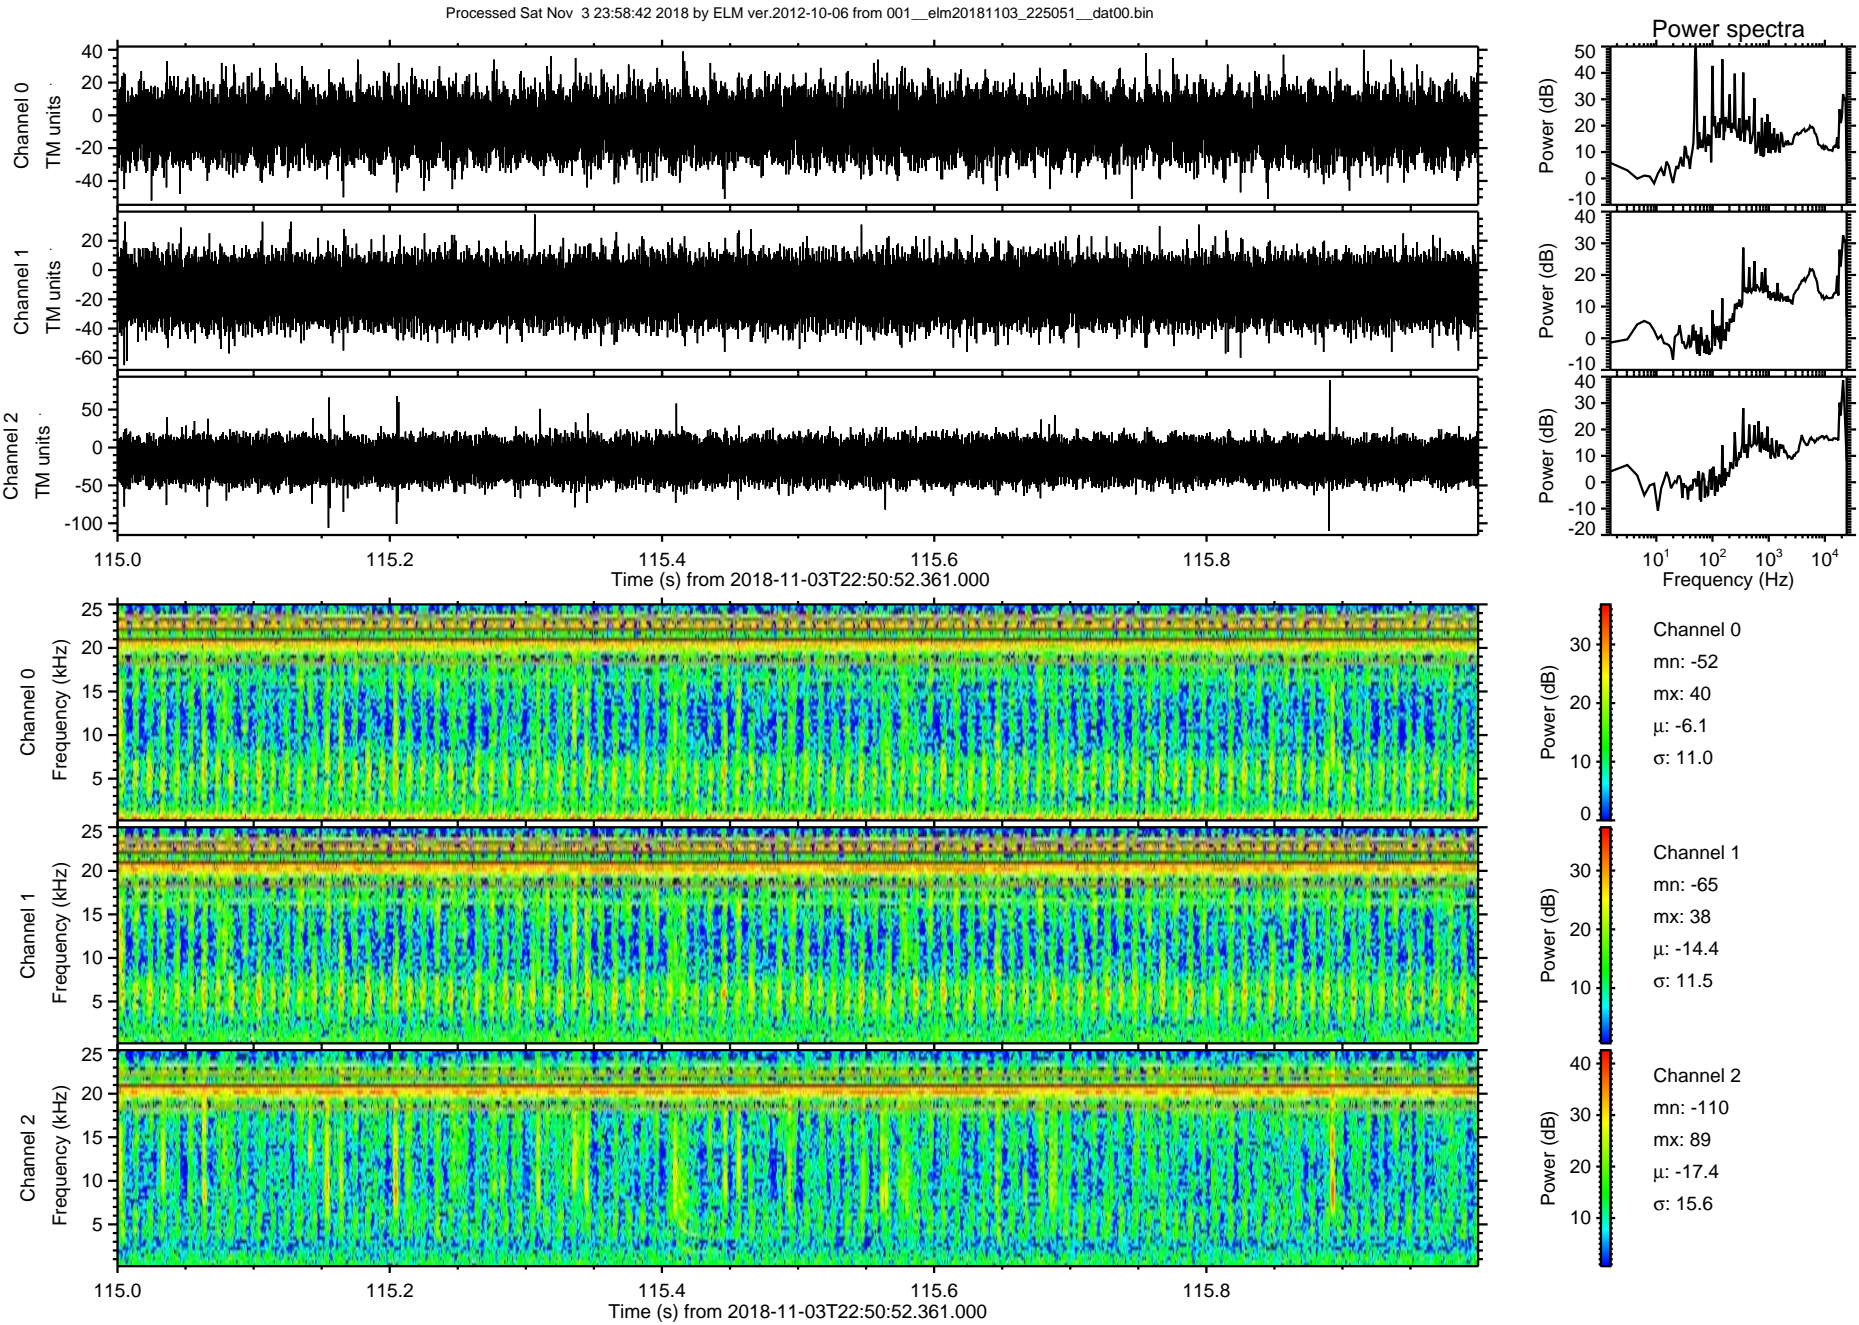 Processed Sat Nov 3 23:58:42 2018 by ELM ver.2012-10-06 from 001__elm20181103_225051__dat00.bin
Power spectra
Channel 0
TM units
40
20
0
-20
-40
Power (dB)
50
40
30
20
10
0
-10
Channel 1
TM units
20
0
-20
-40
-60
Power (dB)
40
30
20
10
0
-10
Channel 2
TM units
50
0
-50
-100
Power (dB)
40
30
20
10
0
-10
-20
115.0 115.2 115.4 115.6 115.8
Time (s) from 2018-11-03T22:50:52.361.000
10^1 10^2 10^3 10^4
Frequency (Hz)
Channel 0
Frequency (kHz)
25
20
15
10
5
Power (dB)
30
20
10
0
Channel 0
mn: -52
mx: 40
μ: -6.1
σ: 11.0
Channel 1
Frequency (kHz)
25
20
15
10
5
Power (dB)
30
20
10
Channel 1
mn: -65
mx: 38
μ: -14.4
σ: 11.5
Channel 2
Frequency (kHz)
25
20
15
10
5
Power (dB)
40
30
20
10
Channel 2
mn: -110
mx: 89
μ: -17.4
σ: 15.6
115.0 115.2 115.4 115.6 115.8
Time (s) from 2018-11-03T22:50:52.361.000